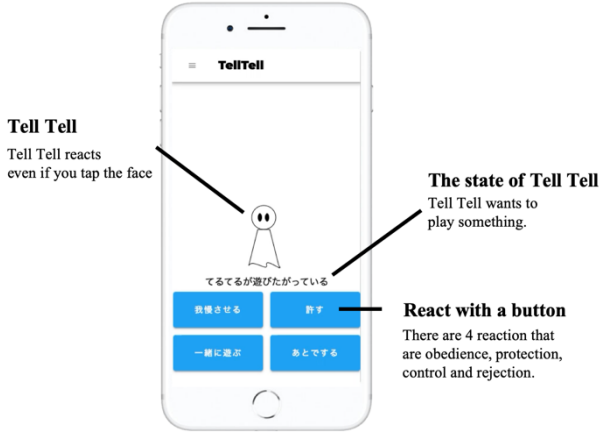 TellTell
Tell Tell
Tell Tell reacts
even if you tap the face
The state of Tell Tell
Tell Tell wants to
play something.
てるてるが遊びたがっている
我慢させる
許す
一緒に遊ぶ
あとでする
React with a button
There are 4 reaction that
are obedience, protection,
control and rejection.